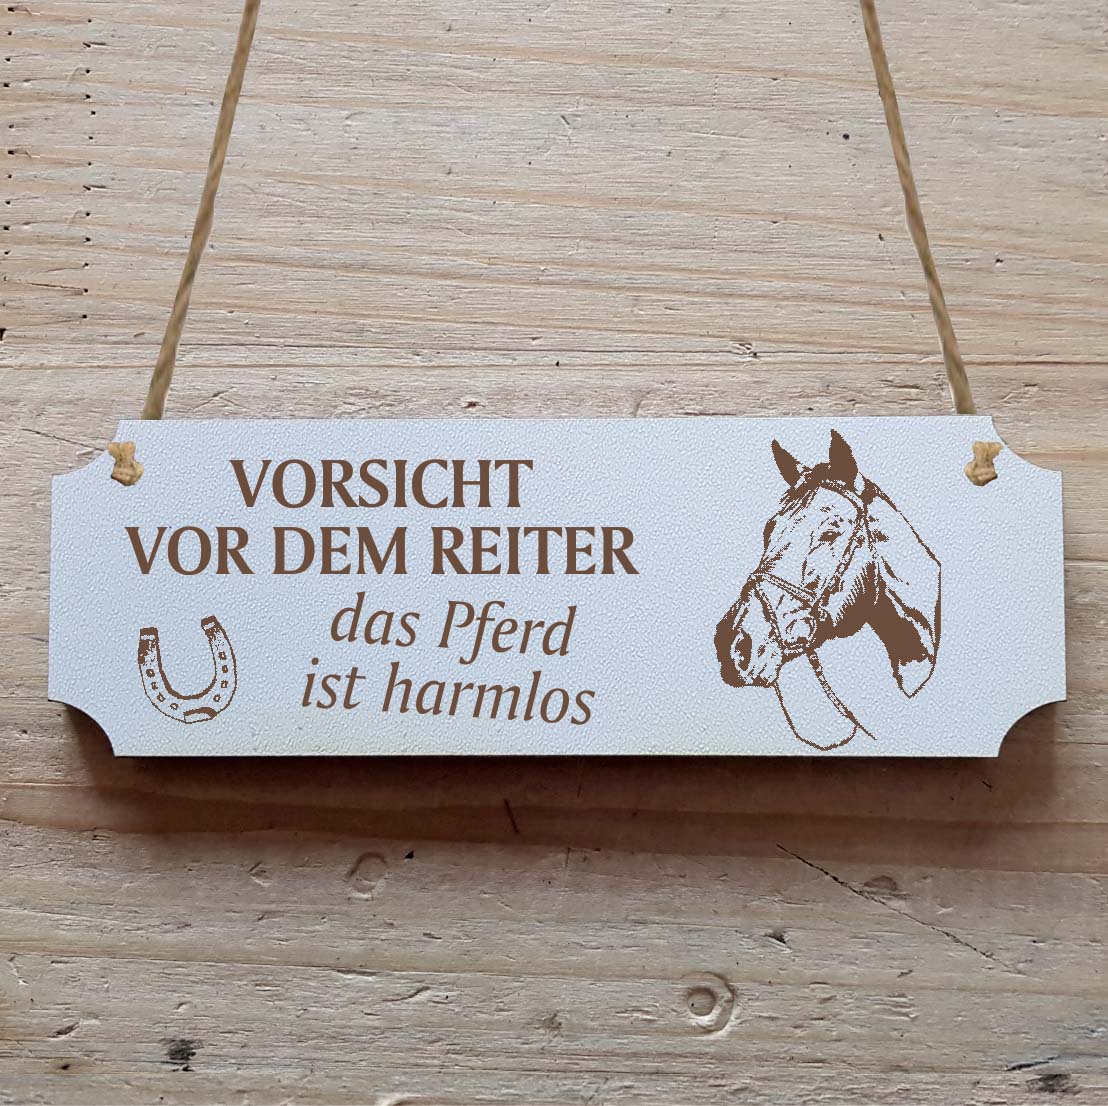 VORSICHT
VOR DEM REITER
das Pferd
ist harmlos